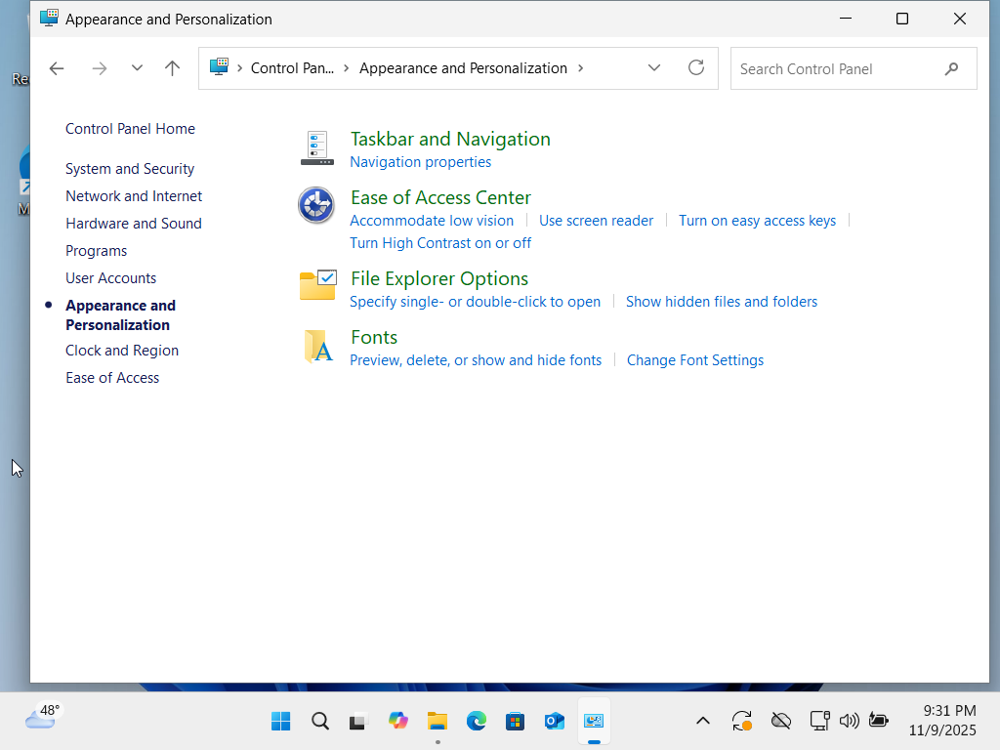 Appearance and Personalization
Control Pan...
Appearance and Personalization
Search Control Panel
Control Panel Home
System and Security
Network and Internet
Hardware and Sound
Programs
User Accounts
Appearance and
Personalization
Clock and Region
Ease of Access
Taskbar and Navigation
Navigation properties
Ease of Access Center
Accommodate low vision
Use screen reader
Turn on easy access keys
Turn High Contrast on or off
File Explorer Options
Specify single- or double-click to open
Show hidden files and folders
Fonts
Preview, delete, or show and hide fonts
Change Font Settings
Re
M
48°
9:31 PM
11/9/2025